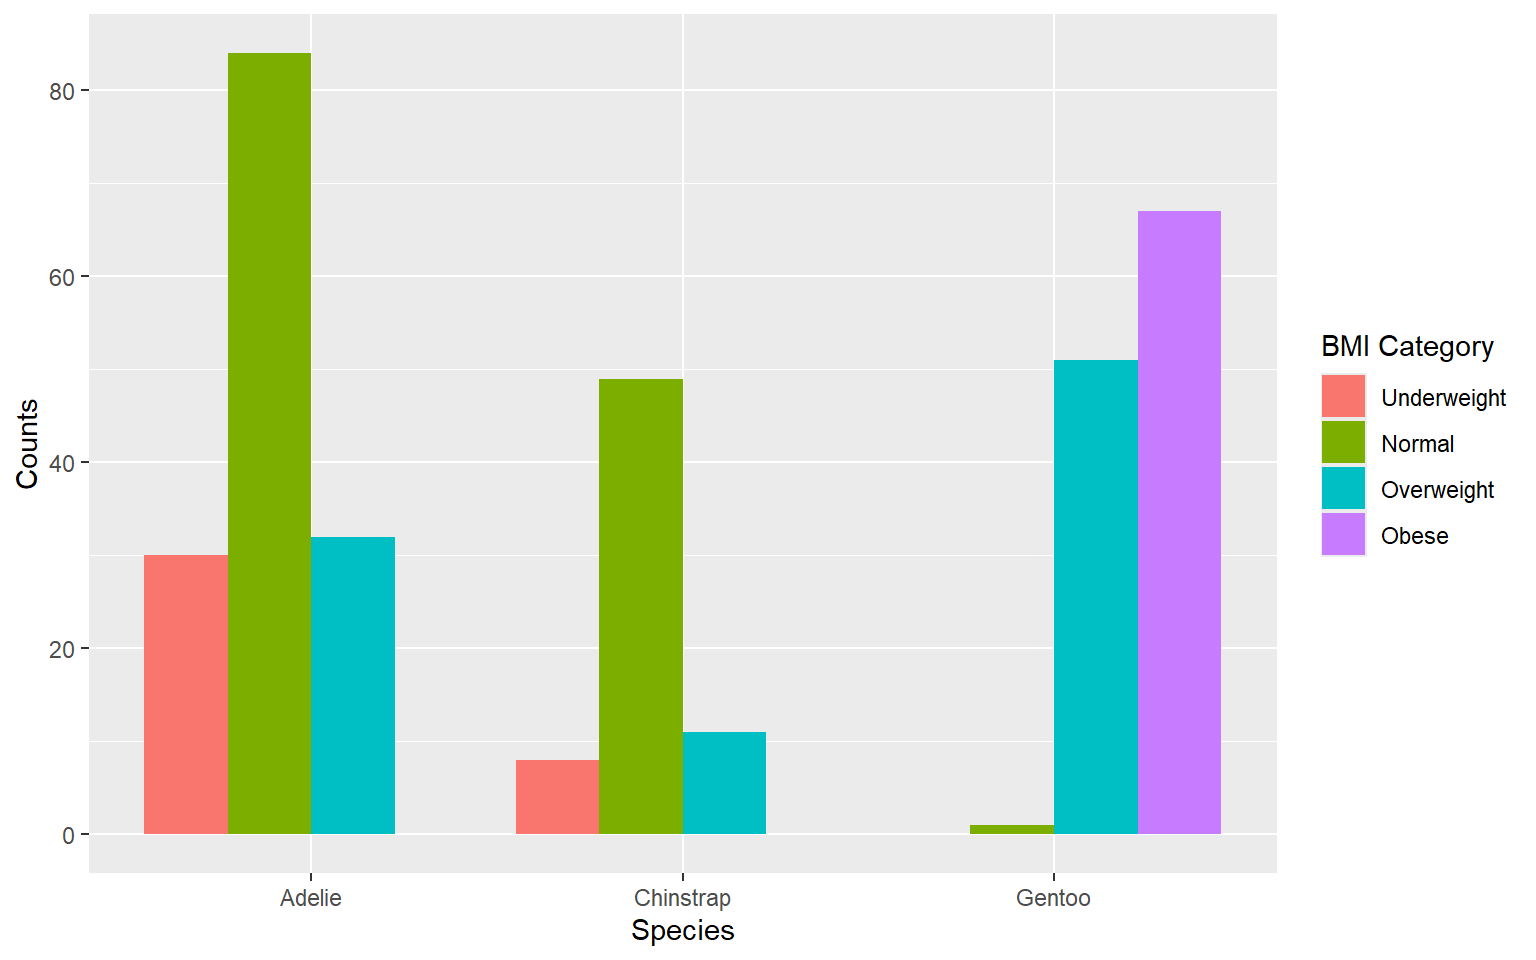 80
60
40
20
0
Counts
Adelie
Chinstrap
Gentoo
Species
BMI Category
Underweight
Normal
Overweight
Obese